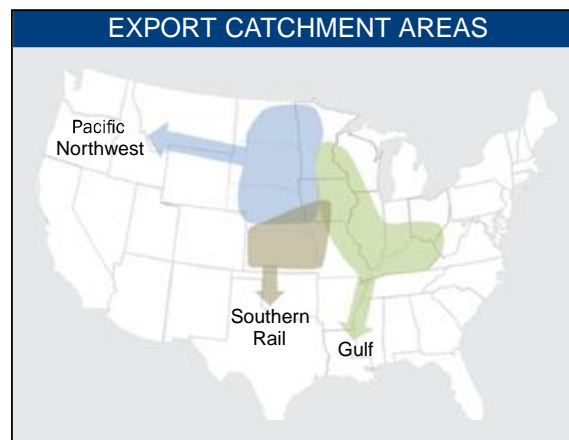 EXPORT CATCHMENT AREAS
Pacific
Northwest
Southern
Rail
Gulf